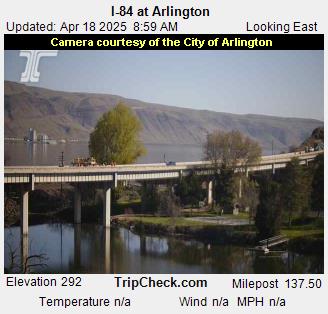 I-84 at Arlington
Updated: Apr 18 2025 8:59 AM Looking East
Camera courtesy of the City of Arlington
Elevation 292 TripCheck.com Milepost 137.50
Temperature n/a Wind n/a MPH n/a